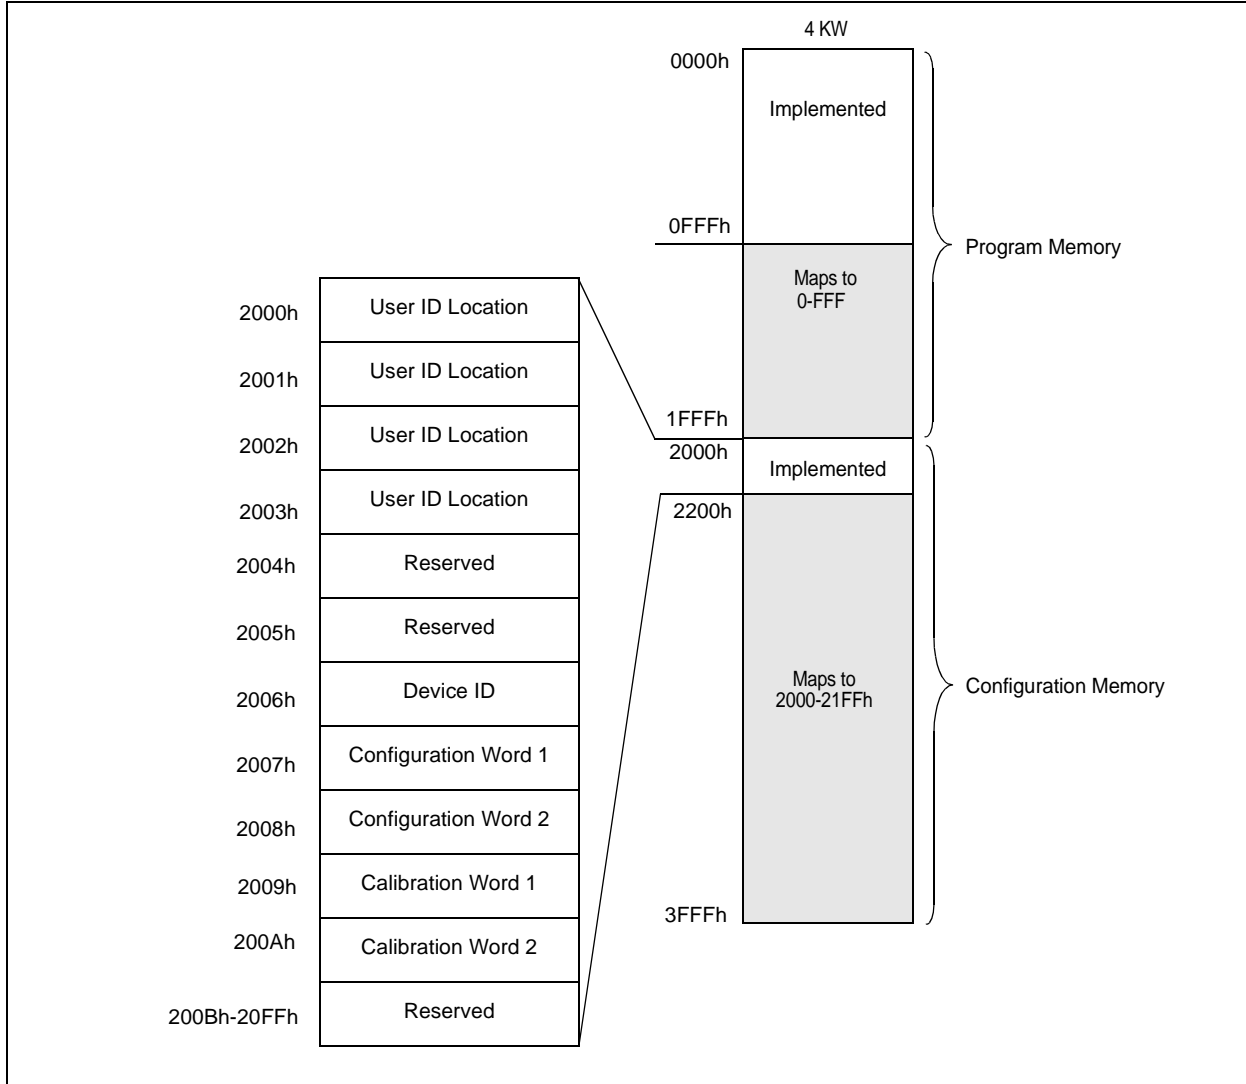 4 KW
0000h
Implemented
0FFFh
Program Memory
Maps to
0-FFF
1FFFh
2000h
Implemented
2200h
Maps to
2000-21FFh
Configuration Memory
3FFFh
2000h
User ID Location
2001h
User ID Location
2002h
User ID Location
2003h
User ID Location
2004h
Reserved
2005h
Reserved
2006h
Device ID
2007h
Configuration Word 1
2008h
Configuration Word 2
2009h
Calibration Word 1
200Ah
Calibration Word 2
200Bh-20FFh
Reserved